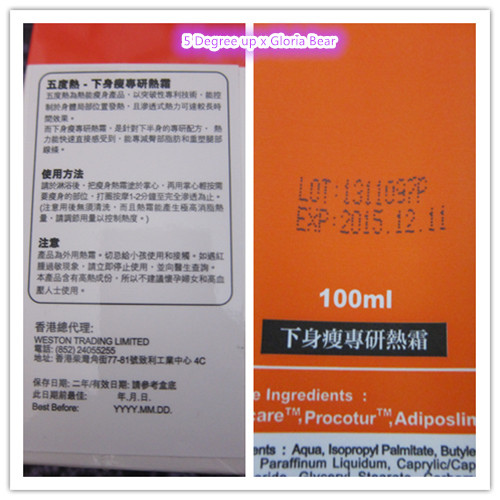 5 Degree up x Gloria Bear
五度熱 - 下身瘦專研熱霜
五度熱為熱能瘦身產品，以突破性專利技術，能控
制於身體局部位置發熱，且滲透式熱力可達較長時
間效果。
而下身瘦專研熱霜，是針對下半身的專研配方， 熱
力能快速直接感受到，能專減臀部脂肪和重塑腿部
線條。
使用方法
請於淋浴後，把瘦身熱霜塗於掌心，再用掌心輕按需
要瘦身的部位，打圈按摩1-2分鐘至完全滲透為止。
(注意用後無須清洗，而且熱霜能產生極高消脂熱
量，請調節用量以控制熱度。)
注意
產品為外用熱霜。切忌給小孩使用和接觸。如遇紅
腫過敏現象，請立即停止使用，並向醫生查詢。
本產品含有高熱成份，所以不建議懷孕婦女和高血
壓人士使用。
香港總代理:
WESTON TRADING LIMITED
電話: (852) 24055255
地址: 香港柴灣角街77-81號致利工業中心 4C
保存日期: 二年/有效日期: 請參考盒底
此日期前最佳: 年.月.日.
Best Before: YYYY.MM.DD.
LOT:1311097P
EXP:2015.12.11
100ml
下身瘦專研熱霜
e Ingredients :
care™,Procotur™,Adiposlin
ents : Aqua, Isopropyl Palmitate, Butyle
Paraffinum Liquidum, Caprylic/Cap
Glyceryl Stearate,